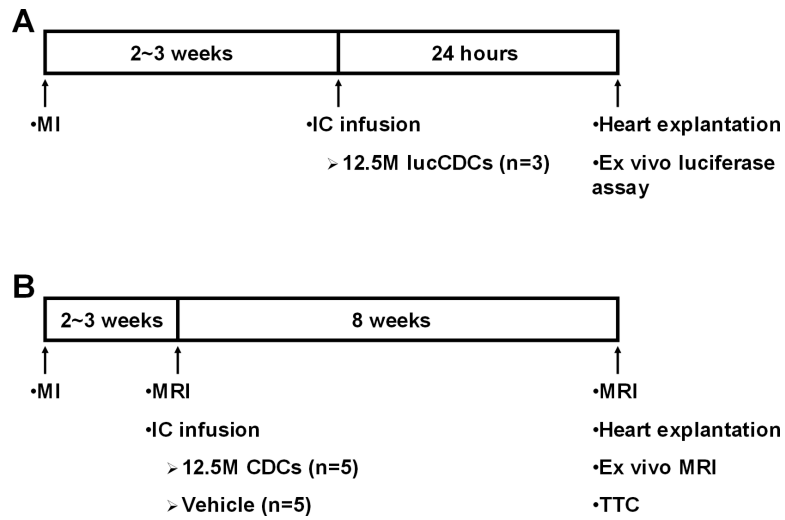 A
2~3 weeks
24 hours
•MI
•IC infusion
➢12.5M lucCDCs (n=3)
•Heart explantation
•Ex vivo luciferase
assay
B
2~3 weeks
8 weeks
•MI
•MRI
•IC infusion
➢12.5M CDCs (n=5)
➢Vehicle (n=5)
•MRI
•Heart explantation
•Ex vivo MRI
•TTC